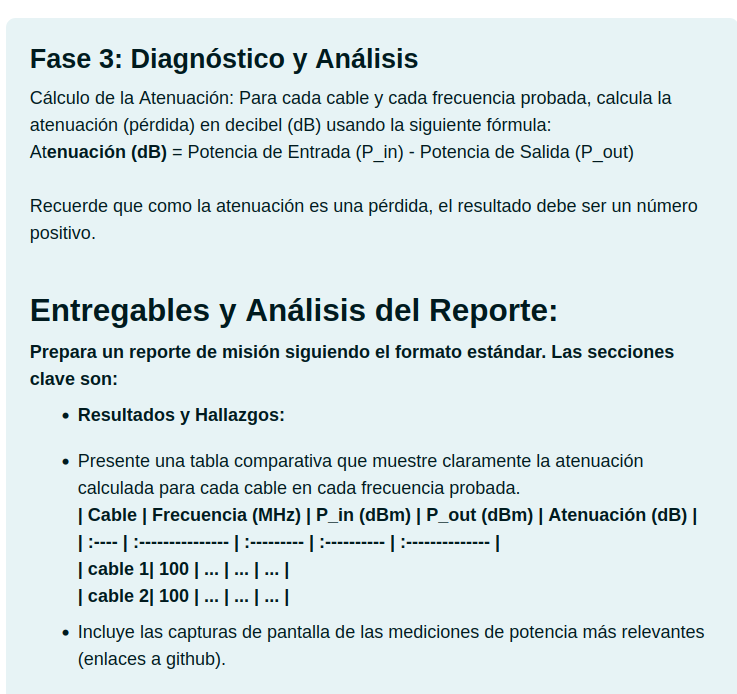 Fase 3: Diagnóstico y Análisis
Cálculo de la Atenuación: Para cada cable y cada frecuencia probada, calcula la
atenuación (pérdida) en decibel (dB) usando la siguiente fórmula:
Atenuación (dB) = Potencia de Entrada (P_in) - Potencia de Salida (P_out)
Recuerde que como la atenuación es una pérdida, el resultado debe ser un número
positivo.
Entregables y Análisis del Reporte:
Prepara un reporte de misión siguiendo el formato estándar. Las secciones
clave son:
• Resultados y Hallazgos:
• Presente una tabla comparativa que muestre claramente la atenuación
calculada para cada cable en cada frecuencia probada.
| Cable | Frecuencia (MHz) | P_in (dBm) | P_out (dBm) | Atenuación (dB) |
| :---- | :--------------- | :--------- | :---------- | :-------------- |
| cable 1| 100 | ... | ... | ... |
| cable 2| 100 | ... | ... | ... |
• Incluye las capturas de pantalla de las mediciones de potencia más relevantes
(enlaces a github).